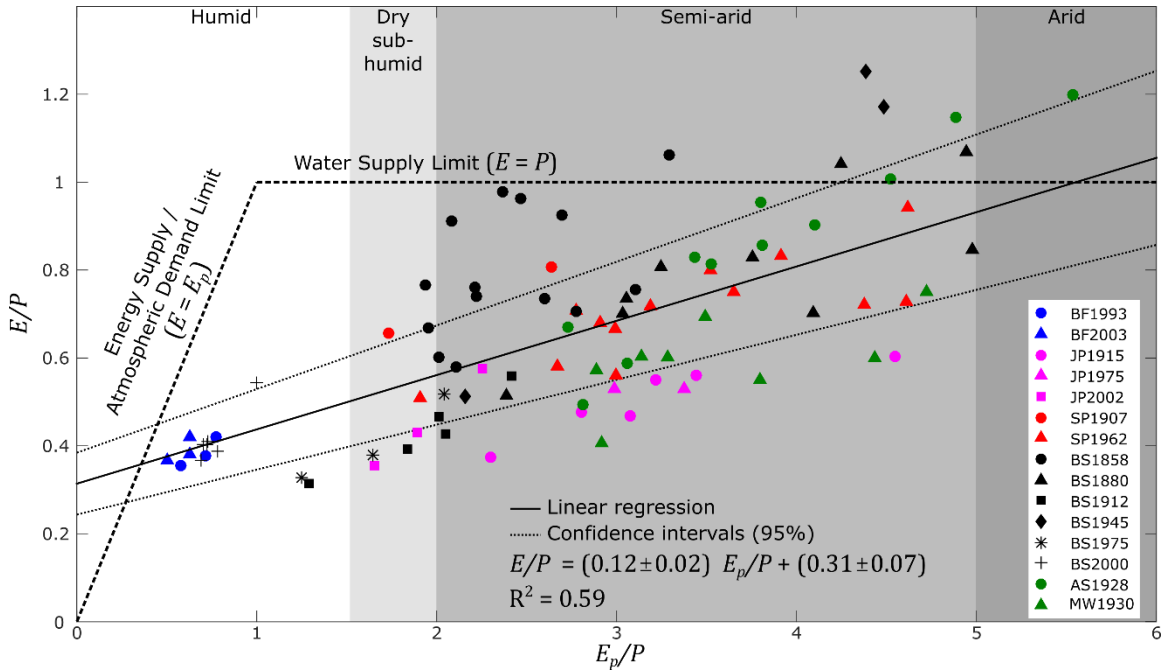 Humid
Dry
sub-
humid
Semi-arid
Arid
1.2
1
0.8
0.6
0.4
0.2
0
E/P
Water Supply Limit (E = P)
Energy Supply /
Atmospheric Demand Limit
(E = Eₚ)
BF1993
BF2003
JP1915
JP1975
JP2002
SP1907
SP1962
BS1858
BS1880
BS1912
BS1945
BS1975
BS2000
AS1928
MW1930
Linear regression
Confidence intervals (95%)
E/P = (0.12±0.02) Eₚ/P + (0.31±0.07)
R² = 0.59
0 1 2 3 4 5 6
Eₚ/P